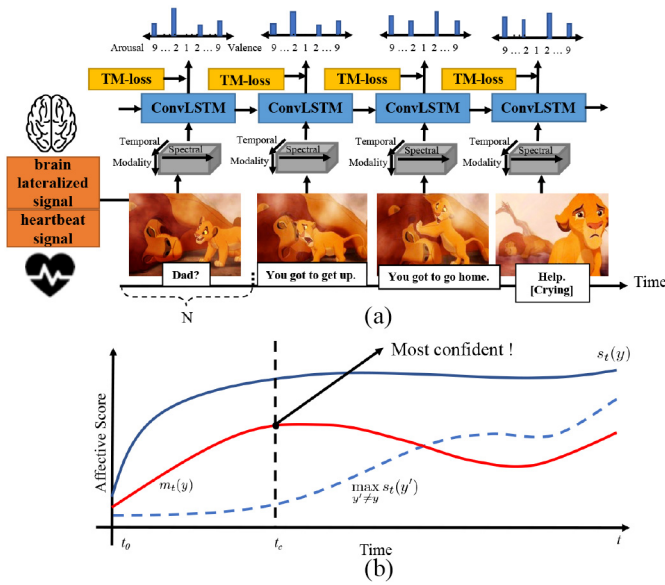 Arousal 9 ... 2 1 2 ... 9 Valence 9 ... 2 1 2 ... 9 9 ... 2 1 2 ... 9 9 ... 2 1 2 ... 9
TM-loss TM-loss TM-loss TM-loss
ConvLSTM ConvLSTM ConvLSTM ConvLSTM
Temporal Temporal Temporal Temporal
Spectral Spectral Spectral Spectral
Modality Modality Modality Modality
brain
lateralized
signal
heartbeat
signal
Dad? You got to get up. You got to go home. Help.
[Crying]
Time
N
(a)
Most confident !
s_t(y)
Affective Score
m_t(y)
max s_t(y')
y'≠y
t_0 t_c Time t
(b)